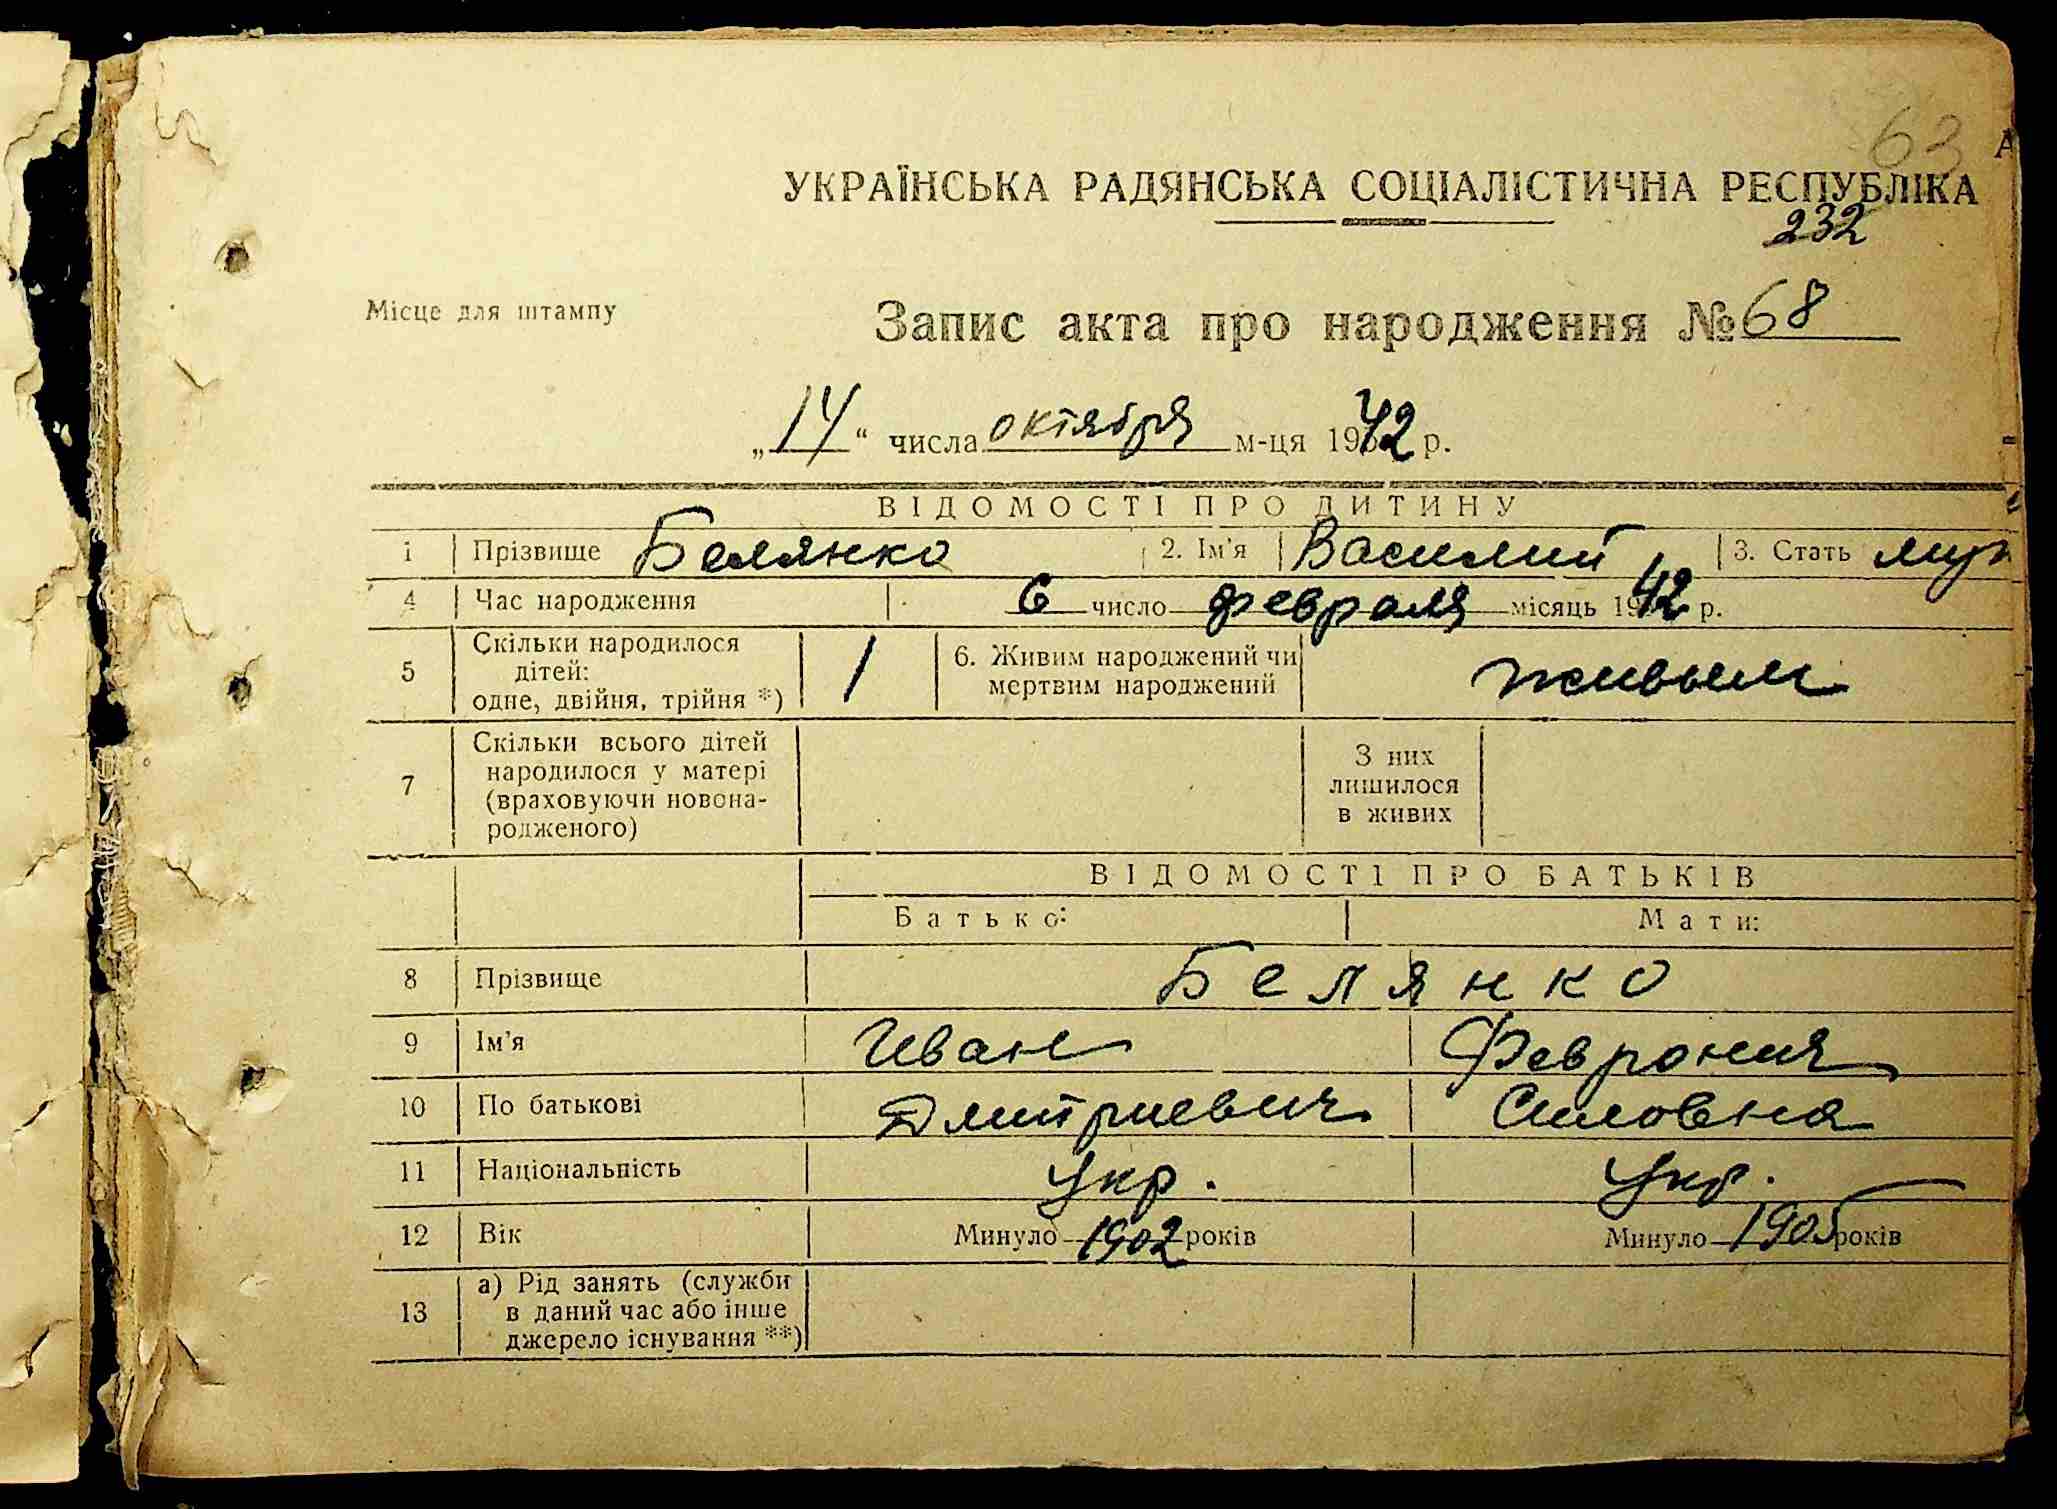 63
УКРАЇНСЬКА РАДЯНСЬКА СОЦІАЛІСТИЧНА РЕСПУБЛІКА
232
Місце для штампу
Запис акта про народження № 68
„14“ числа октября м-ця 1942 р.
ВІДОМОСТІ ПРО ДИТИНУ
1 Прізвище Белянко 2. Ім'я Василий 3. Стать муж
4 Час народження 6 число февраля місяць 1942 р.
5 Скільки народилося дітей: одне, двійня, трійня *) 1 6. Живим народжений чи мертвим народжений живым
7 Скільки всього дітей народилося у матері (враховуючи новона-родженого) З них лишилося в живих
ВІДОМОСТІ ПРО БАТЬКІВ
Батько: Мати:
8 Прізвище Белянко
9 Ім'я Иван Феврония
10 По батькові Дмитриевич Силовна
11 Національність укр. укр.
12 Вік Минуло 1902 років Минуло 1905 років
13 а) Рід занять (служби в даний час або інше джерело існування **)